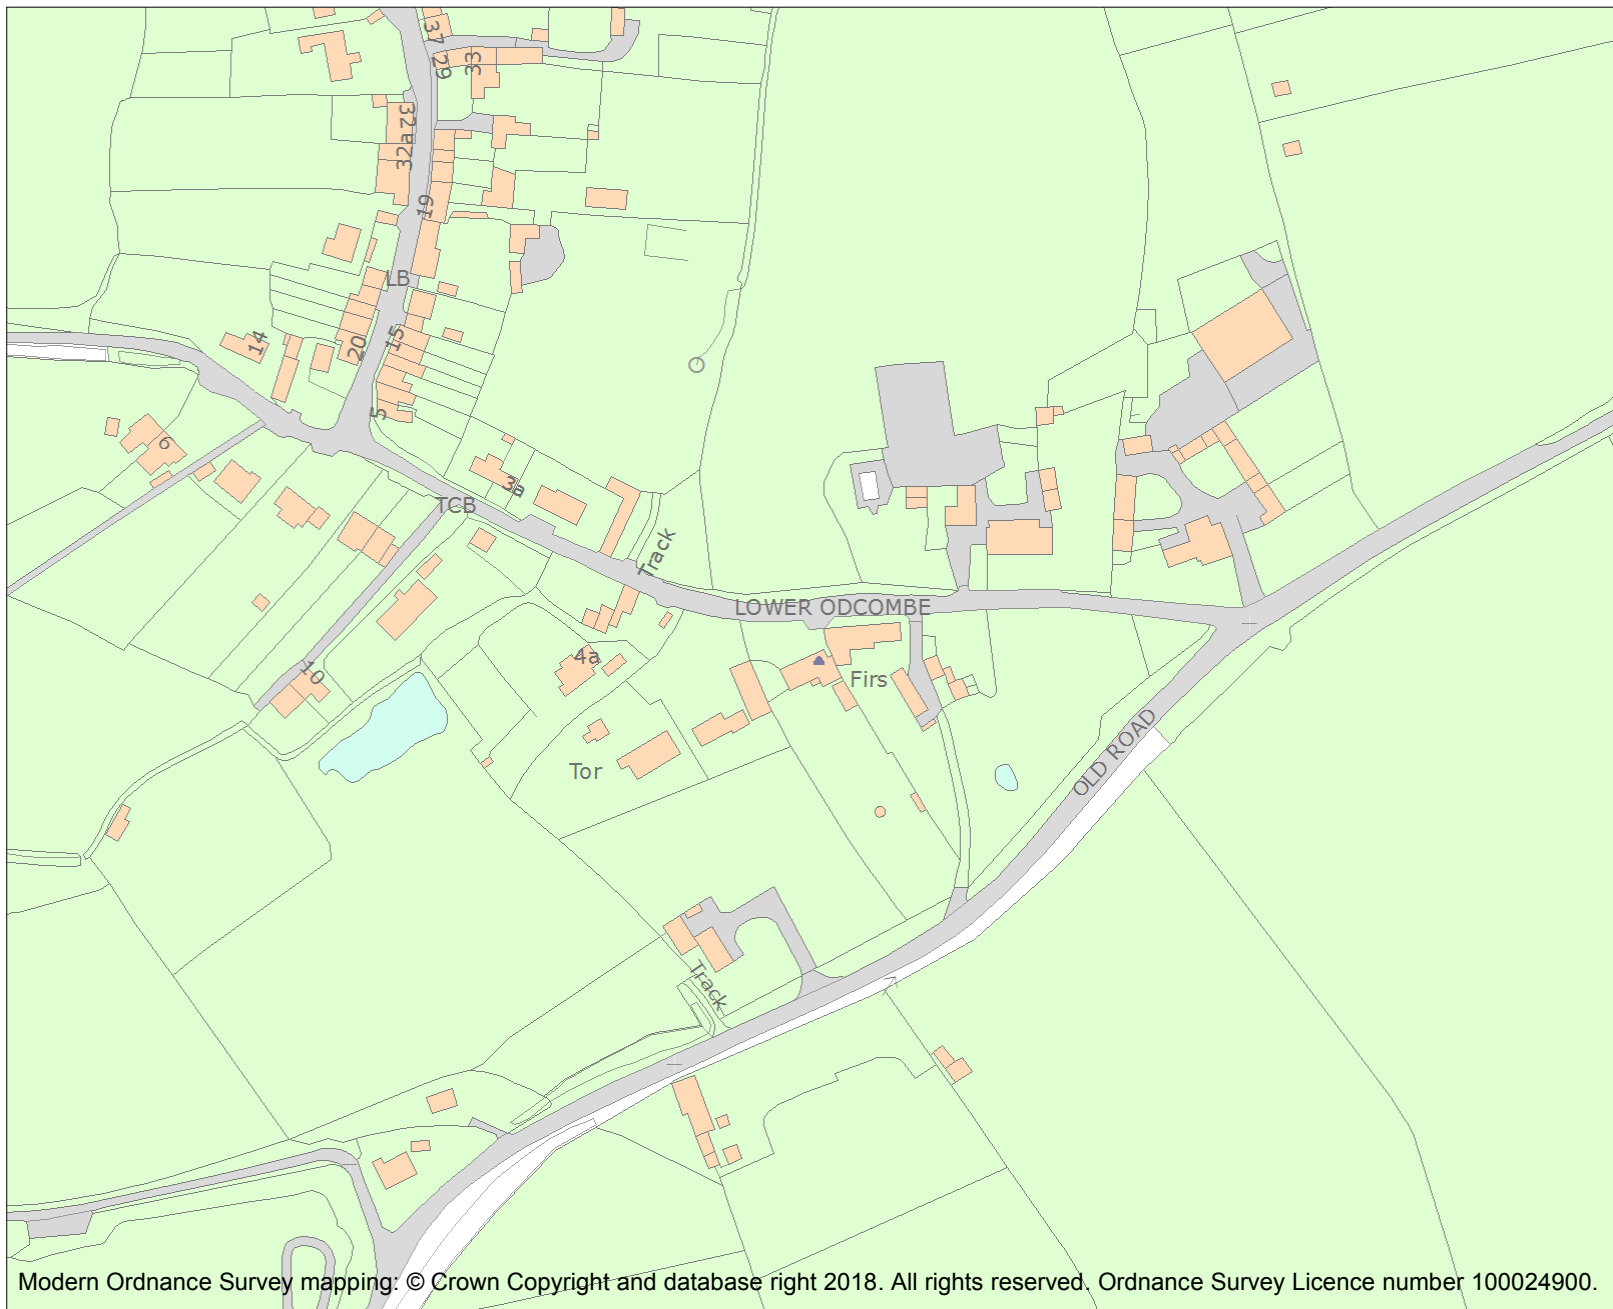 37
29
33
32
32a
19
LB
15
14
20
5
6
3a
TCB
Track
LOWER ODCOMBE
4a
10
Firs
Tor
OLD ROAD
Track
Modern Ordnance Survey mapping: © Crown Copyright and database right 2018. All rights reserved. Ordnance Survey Licence number 100024900.